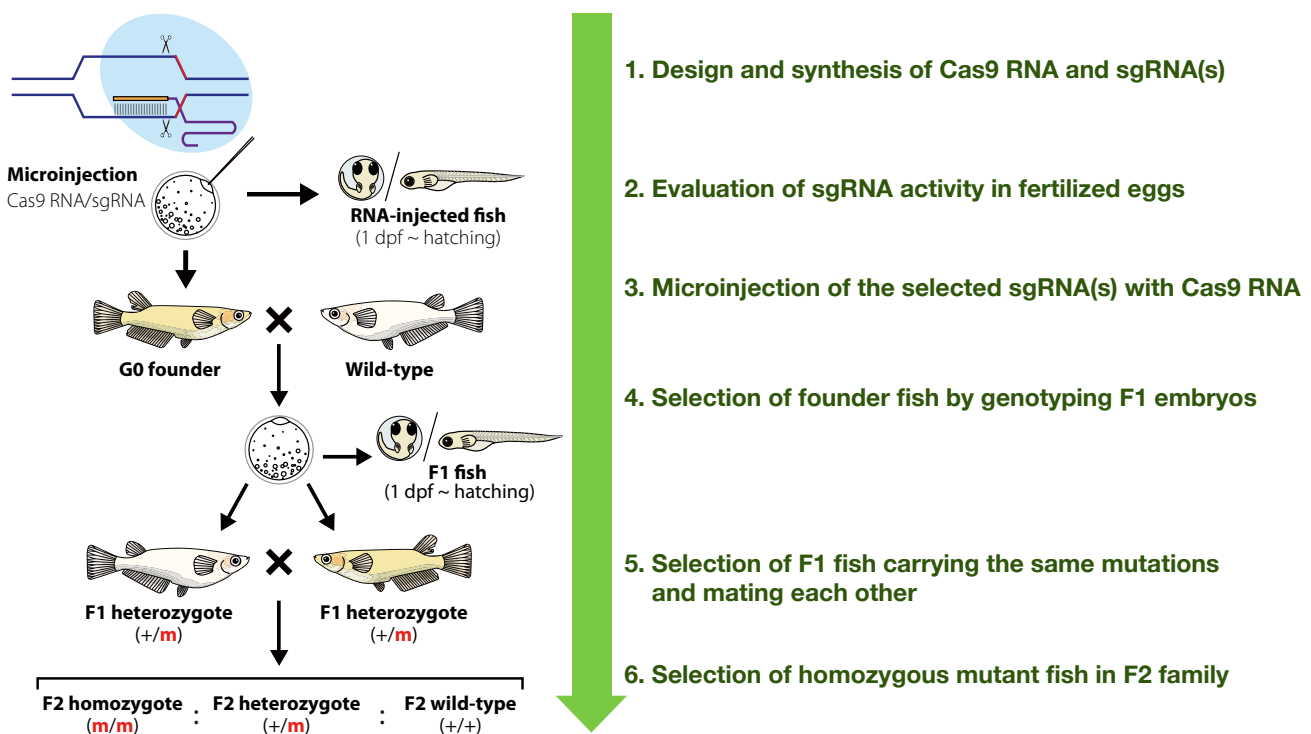 1. Design and synthesis of Cas9 RNA and sgRNA(s)
Microinjection
Cas9 RNA/sgRNA
RNA-injected fish
(1 dpf ~ hatching)
2. Evaluation of sgRNA activity in fertilized eggs
3. Microinjection of the selected sgRNA(s) with Cas9 RNA
G0 founder
Wild-type
4. Selection of founder fish by genotyping F1 embryos
F1 fish
(1 dpf ~ hatching)
5. Selection of F1 fish carrying the same mutations
and mating each other
F1 heterozygote
(+/m)
F1 heterozygote
(+/m)
6. Selection of homozygous mutant fish in F2 family
F2 homozygote : F2 heterozygote : F2 wild-type
(m/m) (+/m) (+/+)